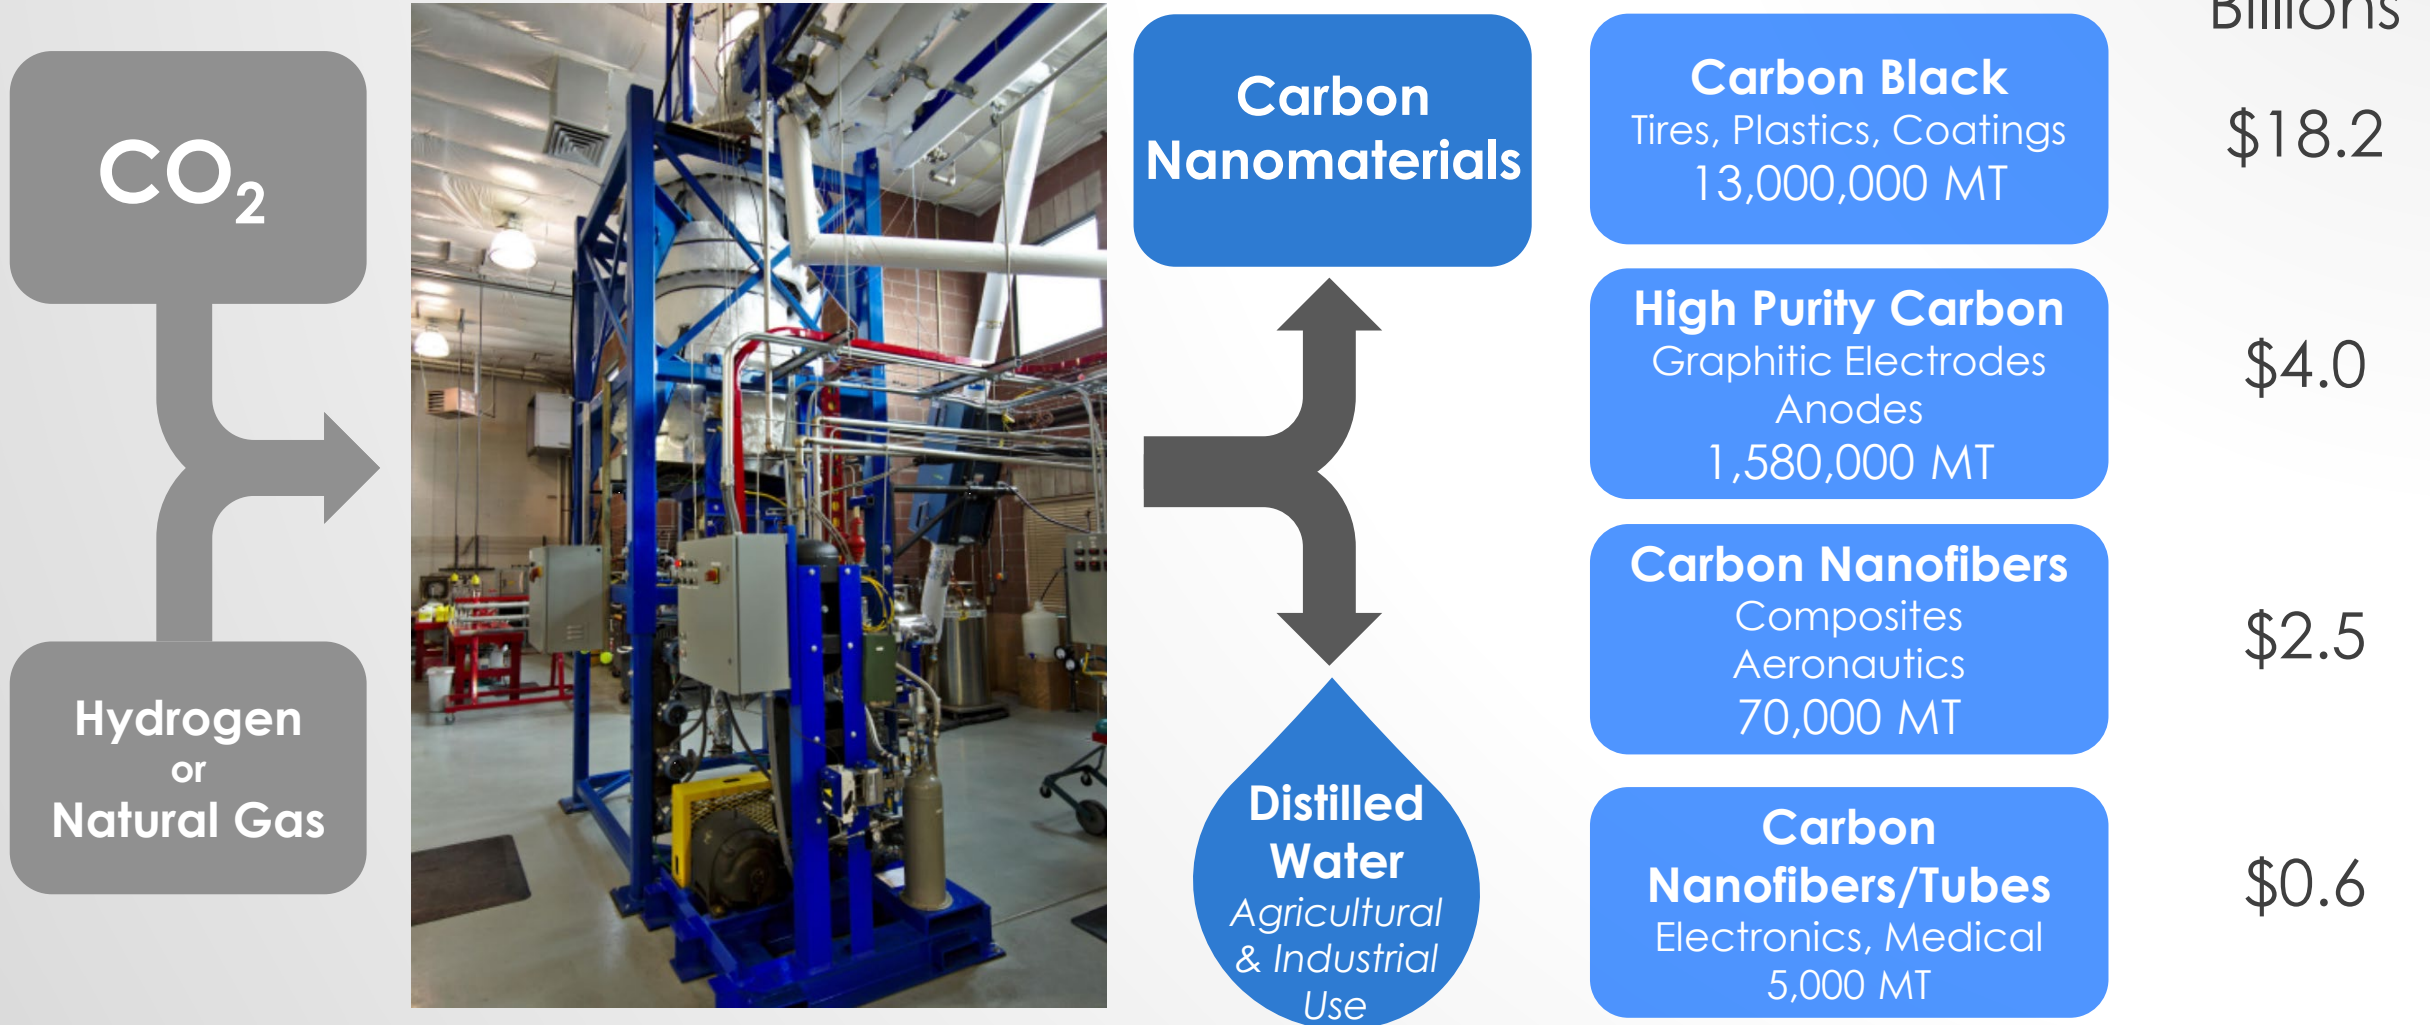 CO₂
Hydrogen
or
Natural Gas
Carbon
Nanomaterials
Distilled
Water
Agricultural
& Industrial
Use
Billions
Carbon Black
Tires, Plastics, Coatings
13,000,000 MT
$18.2
High Purity Carbon
Graphitic Electrodes
Anodes
1,580,000 MT
$4.0
Carbon Nanofibers
Composites
Aeronautics
70,000 MT
$2.5
Carbon
Nanofibers/Tubes
Electronics, Medical
5,000 MT
$0.6